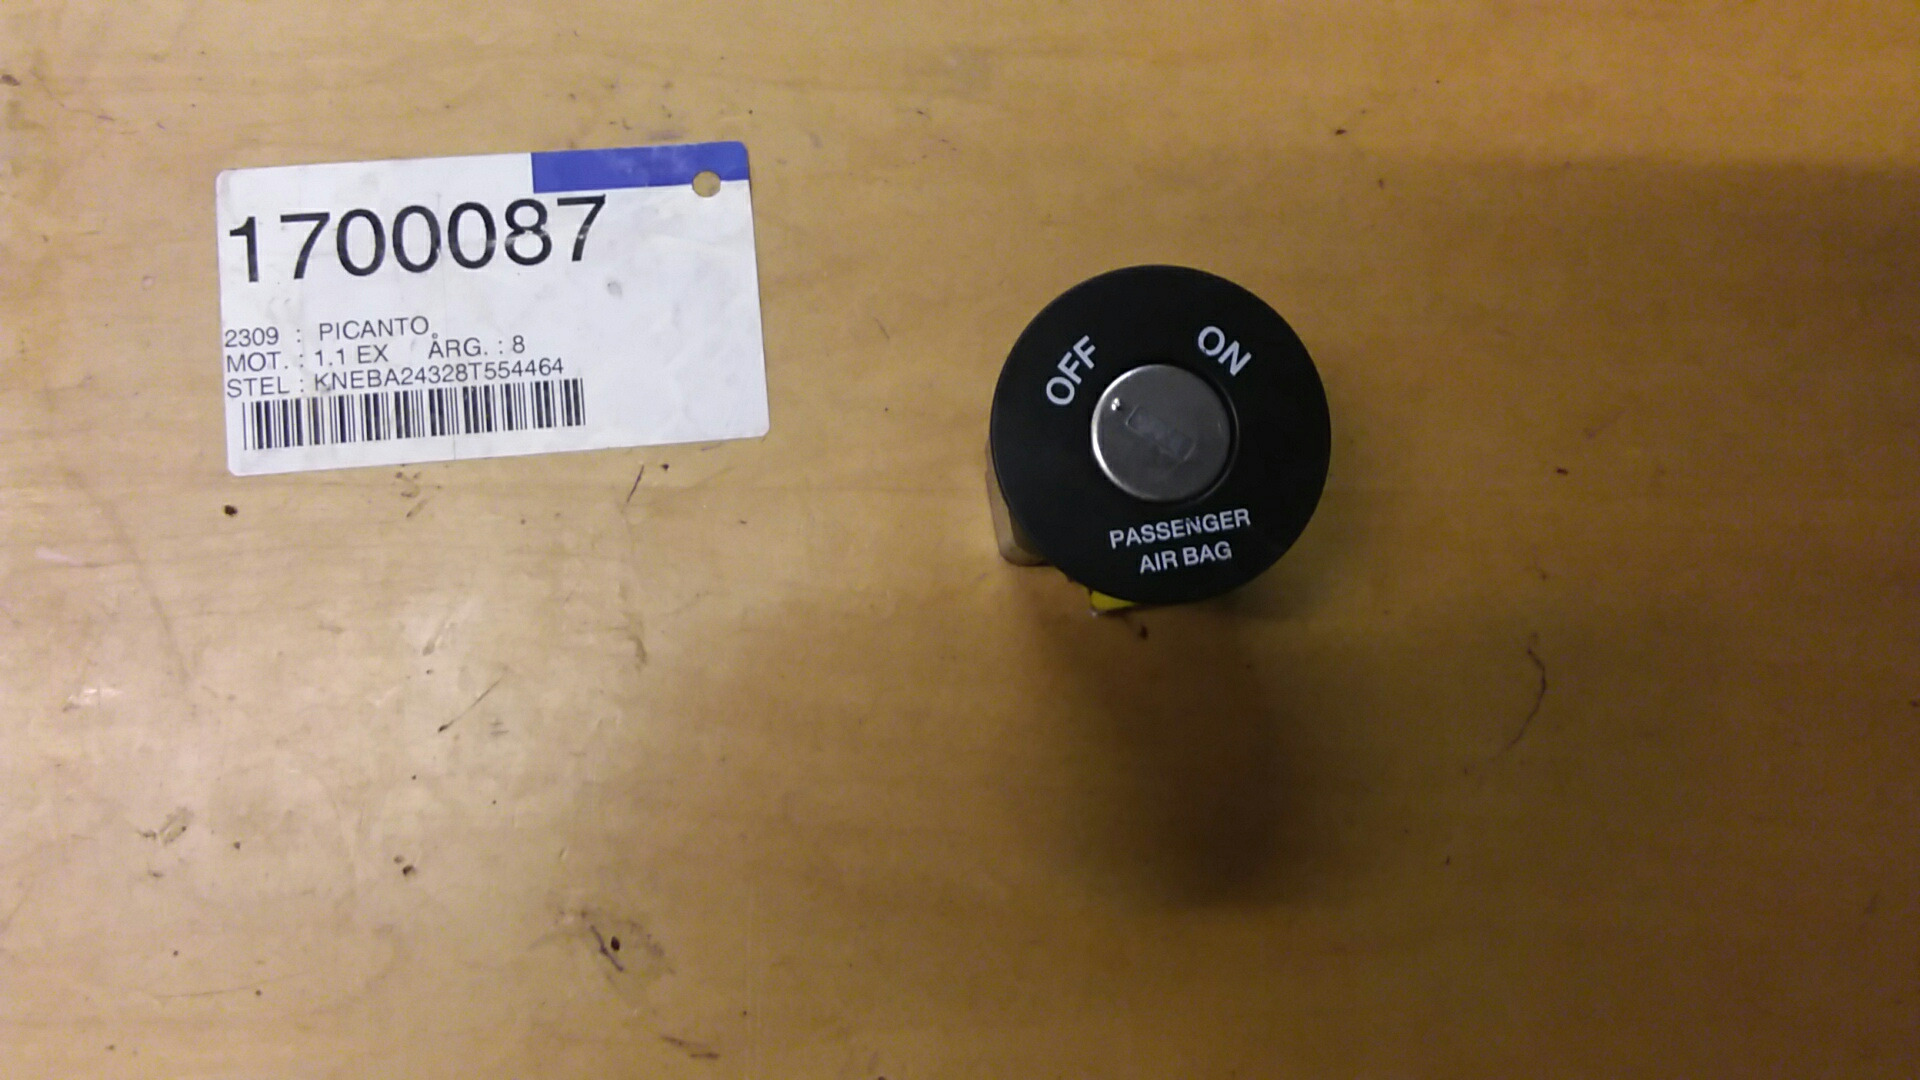 1700087
2309 : PICANTO
MOT. : 1.1 EX ÅRG. : 8
STEL : KNEBA24328T554464
OFF
ON
PASSENGER
AIR BAG